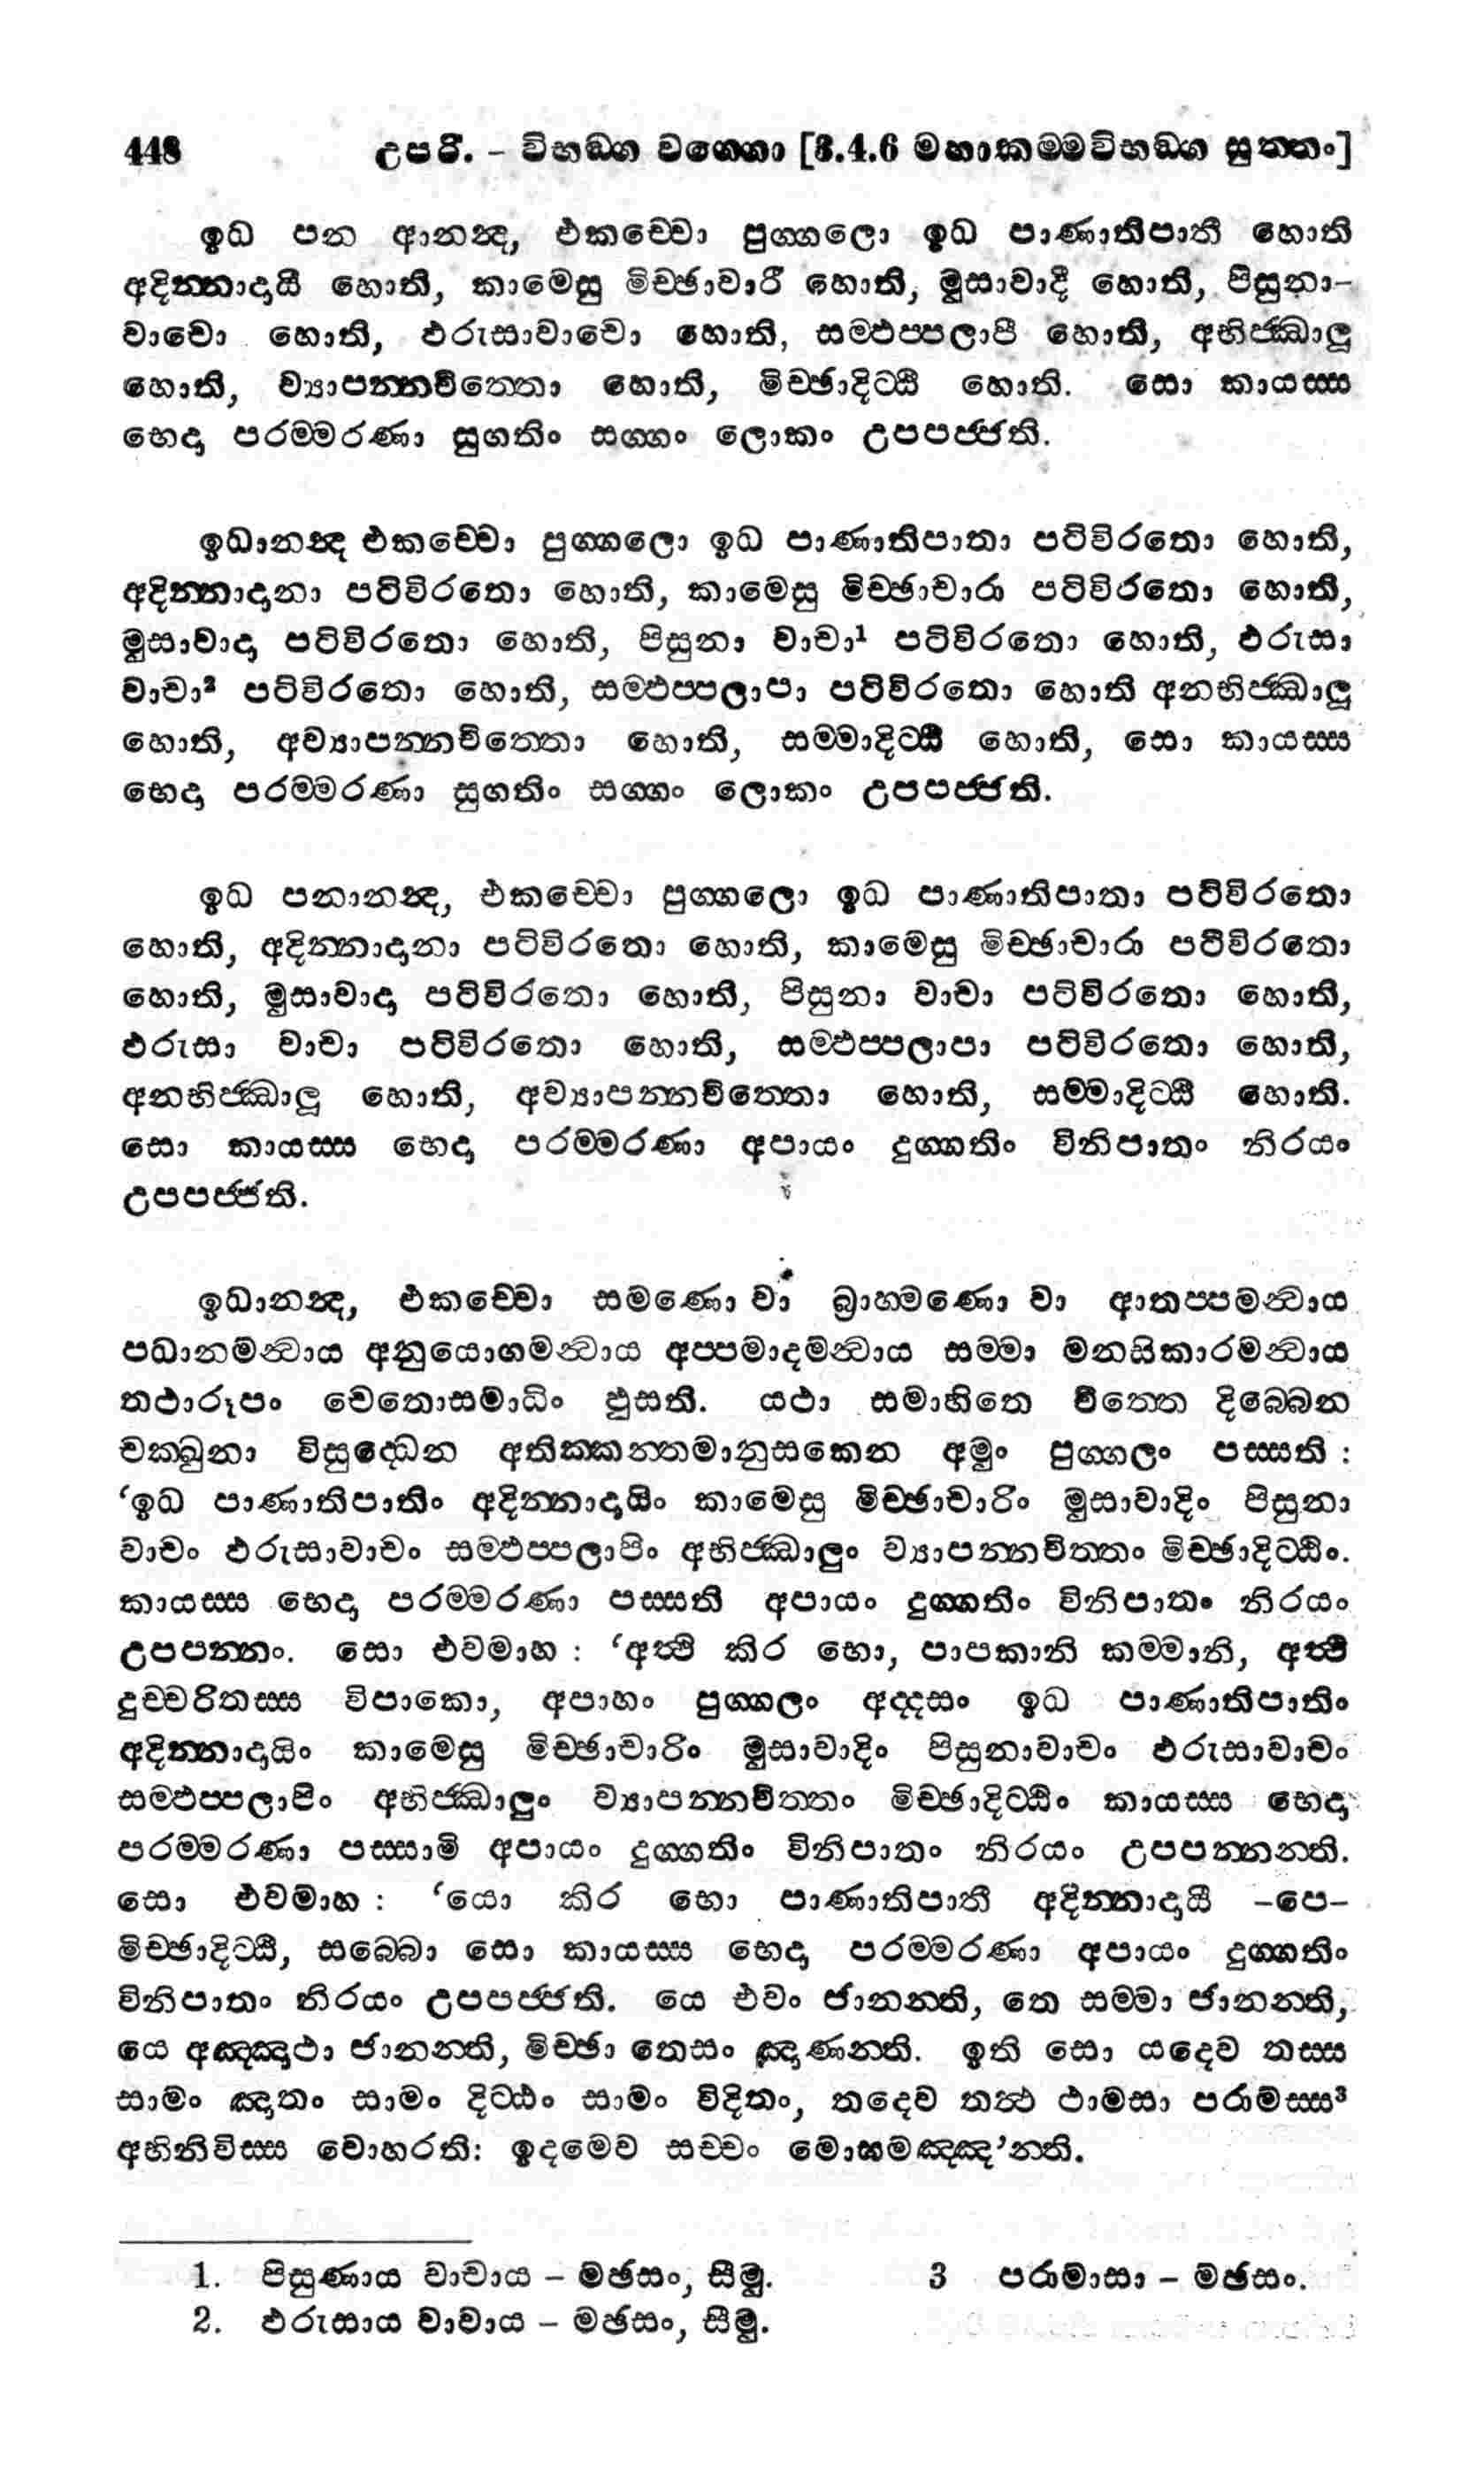 448 උපරි. – විභඞ්ග වග්ගො [3.4.6 මහාකම්මවිභඞ්ග සුත්තං]
ඉධ පන ආනන්ද, එකච්චො පුග්ගලො ඉධ පාණාතිපාතී හොති
අදින්නාදායී හොති, කාමෙසු මිච්ඡාචාරී හොති, මුසාවාදී හොති, පිසුනා-
වාචො හොති, ඵරුසාවාචො හොති, සම්ඵප්පලාපී හොති, අභිජ්ඣාලූ
හොති, ව්‍යාපන්නචිත්තො හොති, මිච්ඡාදිට්ඨී හොති. සො කායස්ස
භෙදා පරම්මරණා සුගතිං සග්ගං ලොකං උපපජ්ජති.
ඉධානන්ද එකච්චො පුග්ගලො ඉධ පාණාතිපාතා පටිවිරතො හොති,
අදින්නාදානා පටිවිරතො හොති, කාමෙසු මිච්ඡාචාරා පටිවිරතො හොති,
මුසාවාදා පටිවිරතො හොති, පිසුනා වාචා¹ පටිවිරතො හොති, ඵරුසා
වාචා² පටිවිරතො හොති, සම්ඵප්පලාපා පටිවිරතො හොති අනභිජ්ඣාලූ
හොති, අව්‍යාපන්නචිත්තො හොති, සම්මාදිට්ඨී හොති, සො කායස්ස
භෙදා පරම්මරණා සුගතිං සග්ගං ලොකං උපපජ්ජති.
ඉධ පනානන්ද, එකච්චො පුග්ගලො ඉධ පාණාතිපාතා පටිවිරතො
හොති, අදින්නාදානා පටිවිරතො හොති, කාමෙසු මිච්ඡාචාරා පටිවිරතො
හොති, මුසාවාදා පටිවිරතො හොති, පිසුනා වාචා පටිවිරතො හොති,
ඵරුසා වාචා පටිවිරතො හොති, සම්ඵප්පලාපා පටිවිරතො හොති,
අනභිජ්ඣාලූ හොති, අව්‍යාපන්නචිත්තො හොති, සම්මාදිට්ඨී හොති.
සො කායස්ස භෙදා පරම්මරණා අපායං දුග්ගතිං විනිපාතං නිරයං
උපපජ්ජති.
ඉධානන්ද, එකච්චො සමණො වා බ්‍රාහ්මණො වා ආතප්පමන්වාය
පධානමන්වාය අනුයොගමන්වාය අප්පමාදමන්වාය සම්මා මනසිකාරමන්වාය
තථාරූපං චෙතොසමාධිං ඵුසති. යථා සමාහිතෙ චිත්තෙ දිබ්බෙන
චක්ඛුනා විසුද්ධෙන අතික්කන්තමානුසකෙන අමුං පුග්ගලං පස්සති :
‘ඉධ පාණාතිපාතිං අදින්නාදායිං කාමෙසු මිච්ඡාචාරිං මුසාවාදිං පිසුනා
වාචං ඵරුසාවාචං සම්ඵප්පලාපිං අභිජ්ඣාලුං ව්‍යාපන්නචිත්තං මිච්ඡාදිට්ඨිං.
කායස්ස භෙදා පරම්මරණා පස්සති අපායං දුග්ගතිං විනිපාතං නිරයං
උපපන්නං. සො එවමාහ : ‘අත්ථි කිර භො, පාපකානි කම්මානි, අත්ථි
දුච්චරිතස්ස විපාකො, අපාහං පුග්ගලං අද්දසං ඉධ පාණාතිපාතිං
අදින්නාදායිං කාමෙසු මිච්ඡාචාරිං මුසාවාදිං පිසුනාවාචං ඵරුසාවාචං
සම්ඵප්පලාපිං අභිජ්ඣාලුං ව්‍යාපන්නචිත්තං මිච්ඡාදිට්ඨිං කායස්ස භෙදා
පරම්මරණා පස්සාමි අපායං දුග්ගතිං විනිපාතං නිරයං උපපන්නන්ති.
සො එවමාහ : ‘යො කිර භො පාණාතිපාතී අදින්නාදායී –පෙ–
මිච්ඡාදිට්ඨී, සබ්බො සො කායස්ස භෙදා පරම්මරණා අපායං දුග්ගතිං
විනිපාතං නිරයං උපපජ්ජති. යෙ එවං ජානන්ති, තෙ සම්මා ජානන්ති,
යෙ අඤ්ඤථා ජානන්ති, මිච්ඡා තෙසං ඤාණන්ති. ඉති සො යදෙව තස්ස
සාමං ඤාතං සාමං දිට්ඨං සාමං විදිතං, තදෙව තත්ථ ථාමසා පරාමස්ස³
අභිනිවිස්ස වොහරති: ඉදමෙව සච්චං මොඝමඤ්ඤ’න්ති.
1. පිසුණාය වාචාය – මඡසං, සීමු. 3 පරාමාසා – මඡසං.
2. ඵරුසාය වාචාය – මඡසං, සීමු.